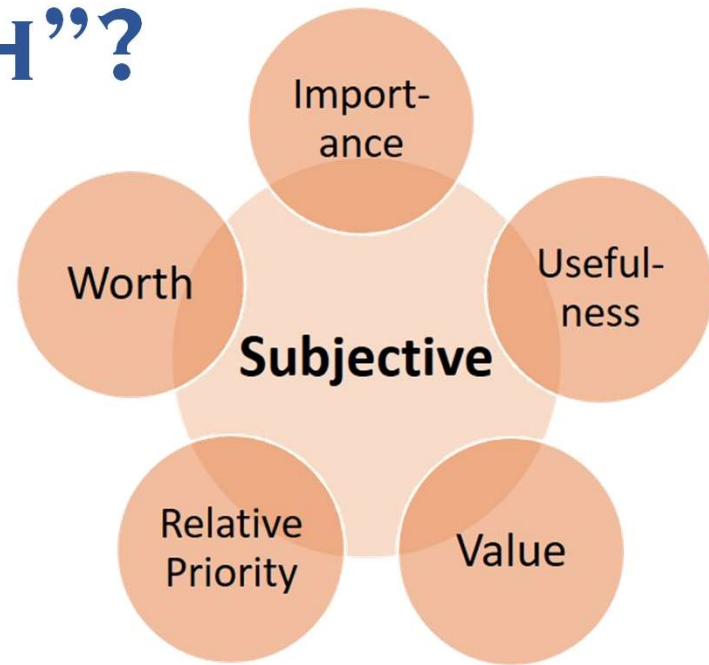 H”?
Import-
ance
Useful-
ness
Worth
Subjective
Relative
Priority
Value